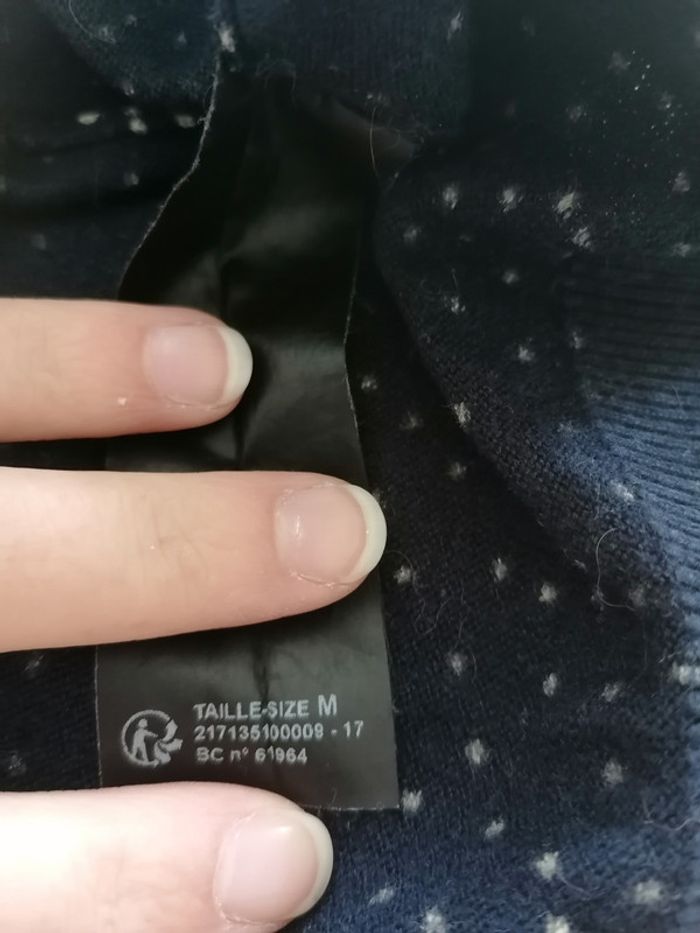 TAILLE-SIZE M
217135100009 - 17
BC n° 61964